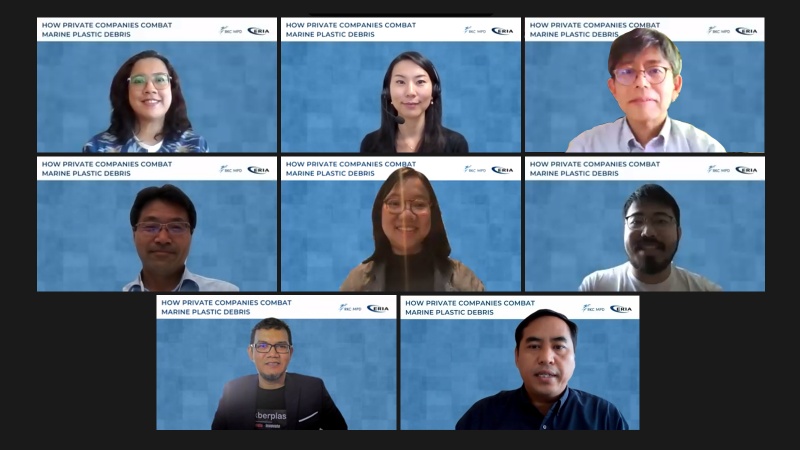 HOW PRIVATE COMPANIES COMBAT
MARINE PLASTIC DEBRIS
RKC MPD
ERIA
HOW PRIVATE COMPANIES COMBAT
MARINE PLASTIC DEBRIS
RKC MPD
ERIA
HOW PRIVATE COMPANIES COMBAT
MARINE PLASTIC DEBRIS
RKC MPD
ERIA
HOW PRIVATE COMPANIES COMBAT
MARINE PLASTIC DEBRIS
RKC MPD
ERIA
HOW PRIVATE COMPANIES COMBAT
MARINE PLASTIC DEBRIS
RKC MPD
ERIA
HOW PRIVATE COMPANIES COMBAT
MARINE PLASTIC DEBRIS
RKC MPD
ERIA
HOW PRIVATE COMPANIES COMBAT
MARINE PLASTIC DEBRIS
RKC MPD
ERIA
berplas
HOW PRIVATE COMPANIES COMBAT
MARINE PLASTIC DEBRIS
RKC MPD
ERIA